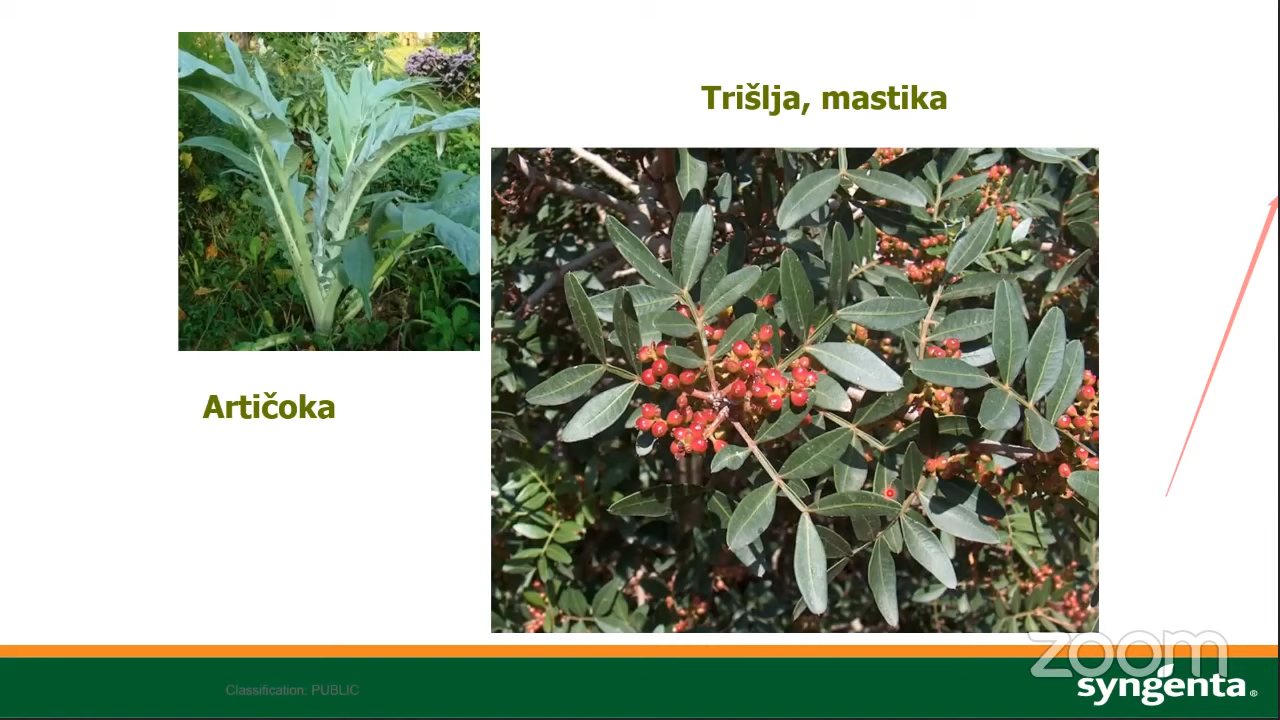 Trišlja, mastika
Artičoka
zoom
Classification: PUBLIC
syngenta®